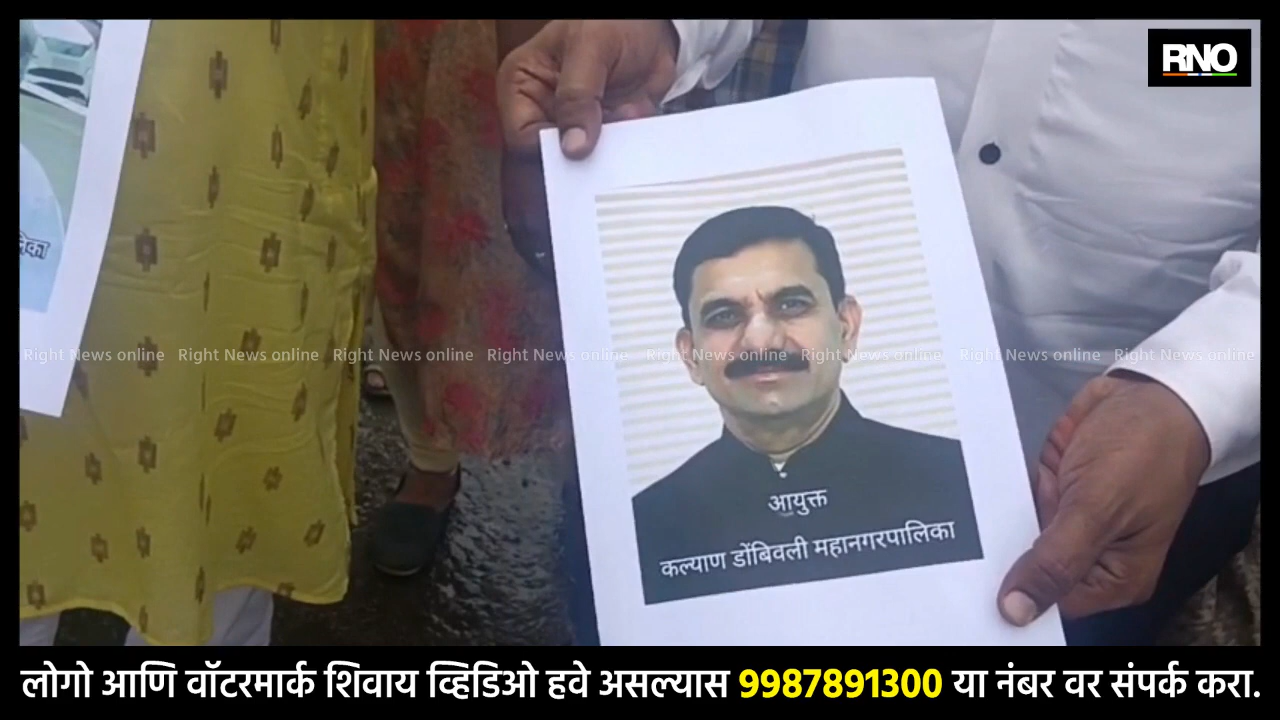 RNO
लिका
Right News online Right News online Right News online Right News online Right News online Right News online Right News online Right News online
आयुक्त
कल्याण डोंबिवली महानगरपालिका
लोगो आणि वॉटरमार्क शिवाय व्हिडिओ हवे असल्यास 9987891300 या नंबर वर संपर्क करा.